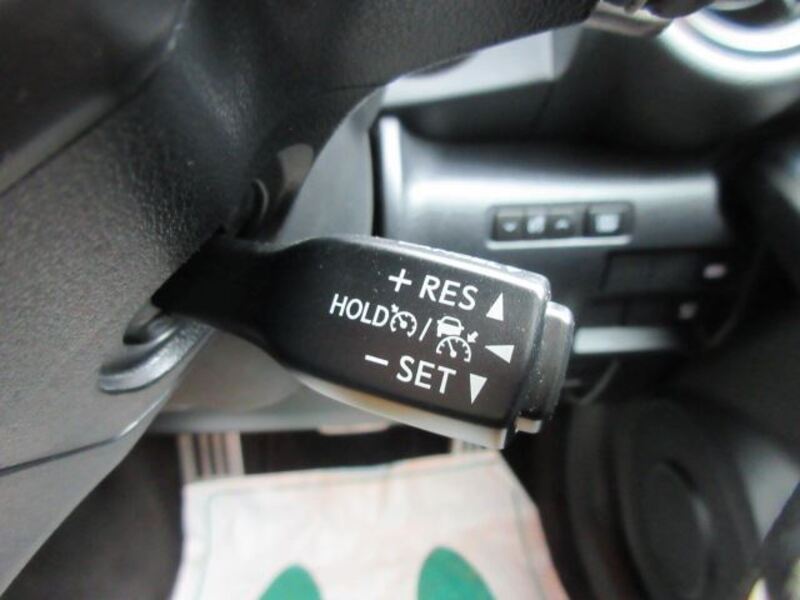 + RES
HOLD /
− SET